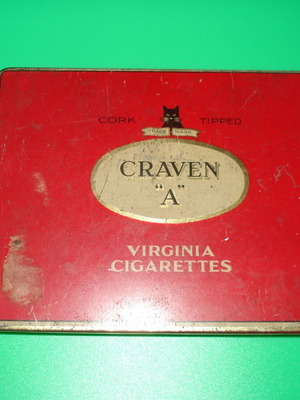 CORK TIPPED
TRADE MARK
CRAVEN
"A"
VIRGINIA
CIGARETTES